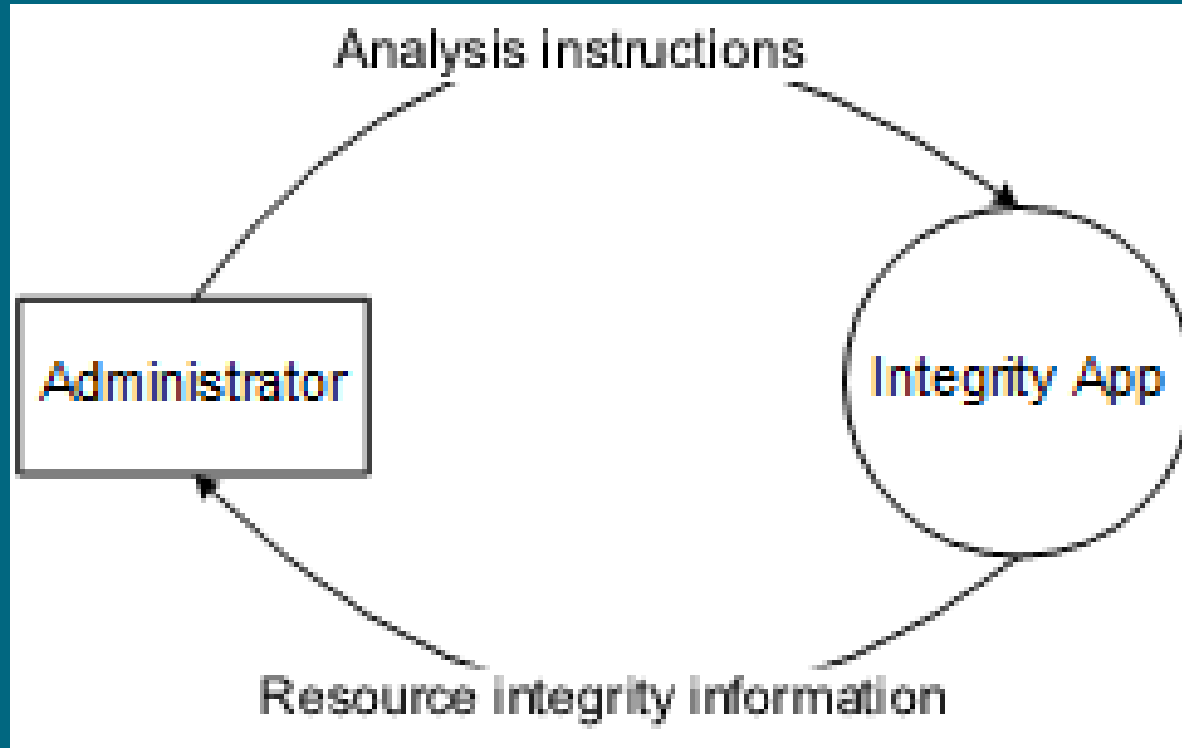 Analysis instructions
Administrator
Integrity App
Resource integrity information